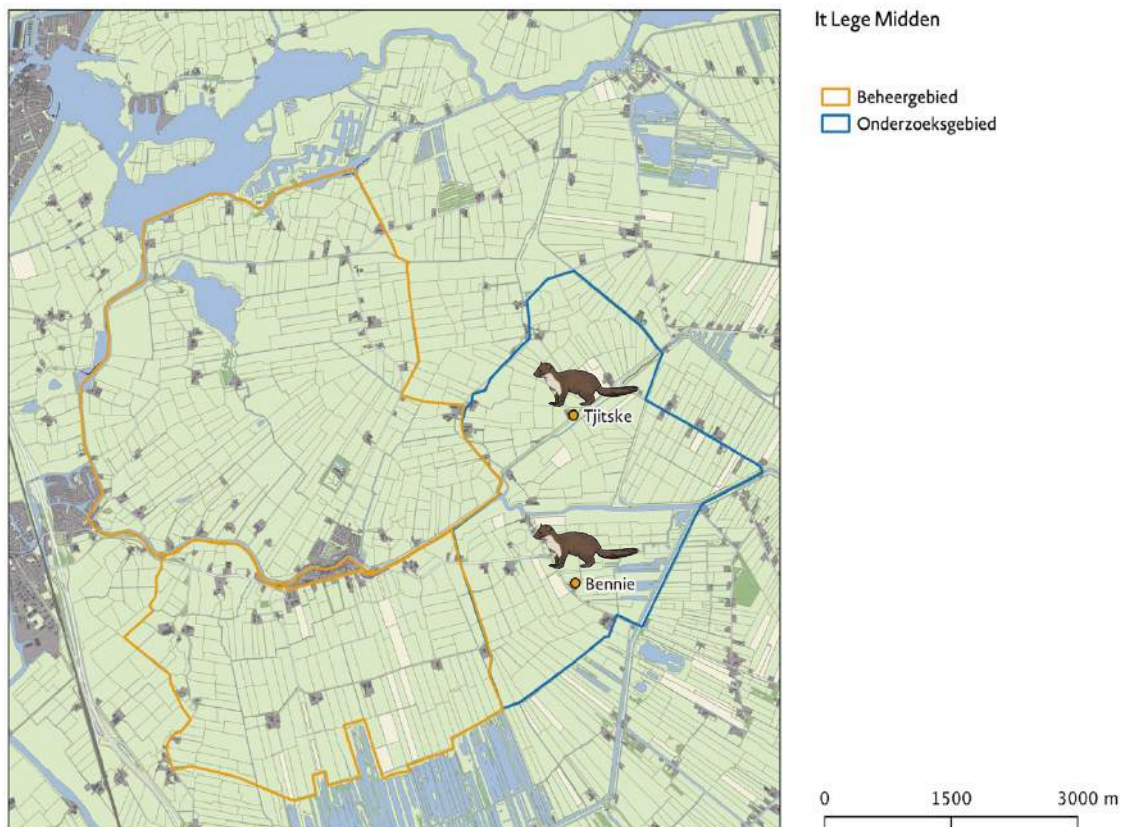 It Lege Midden
Beheergebied
Onderzoeksgebied
Tjitske
Bennie
0 1500 3000 m